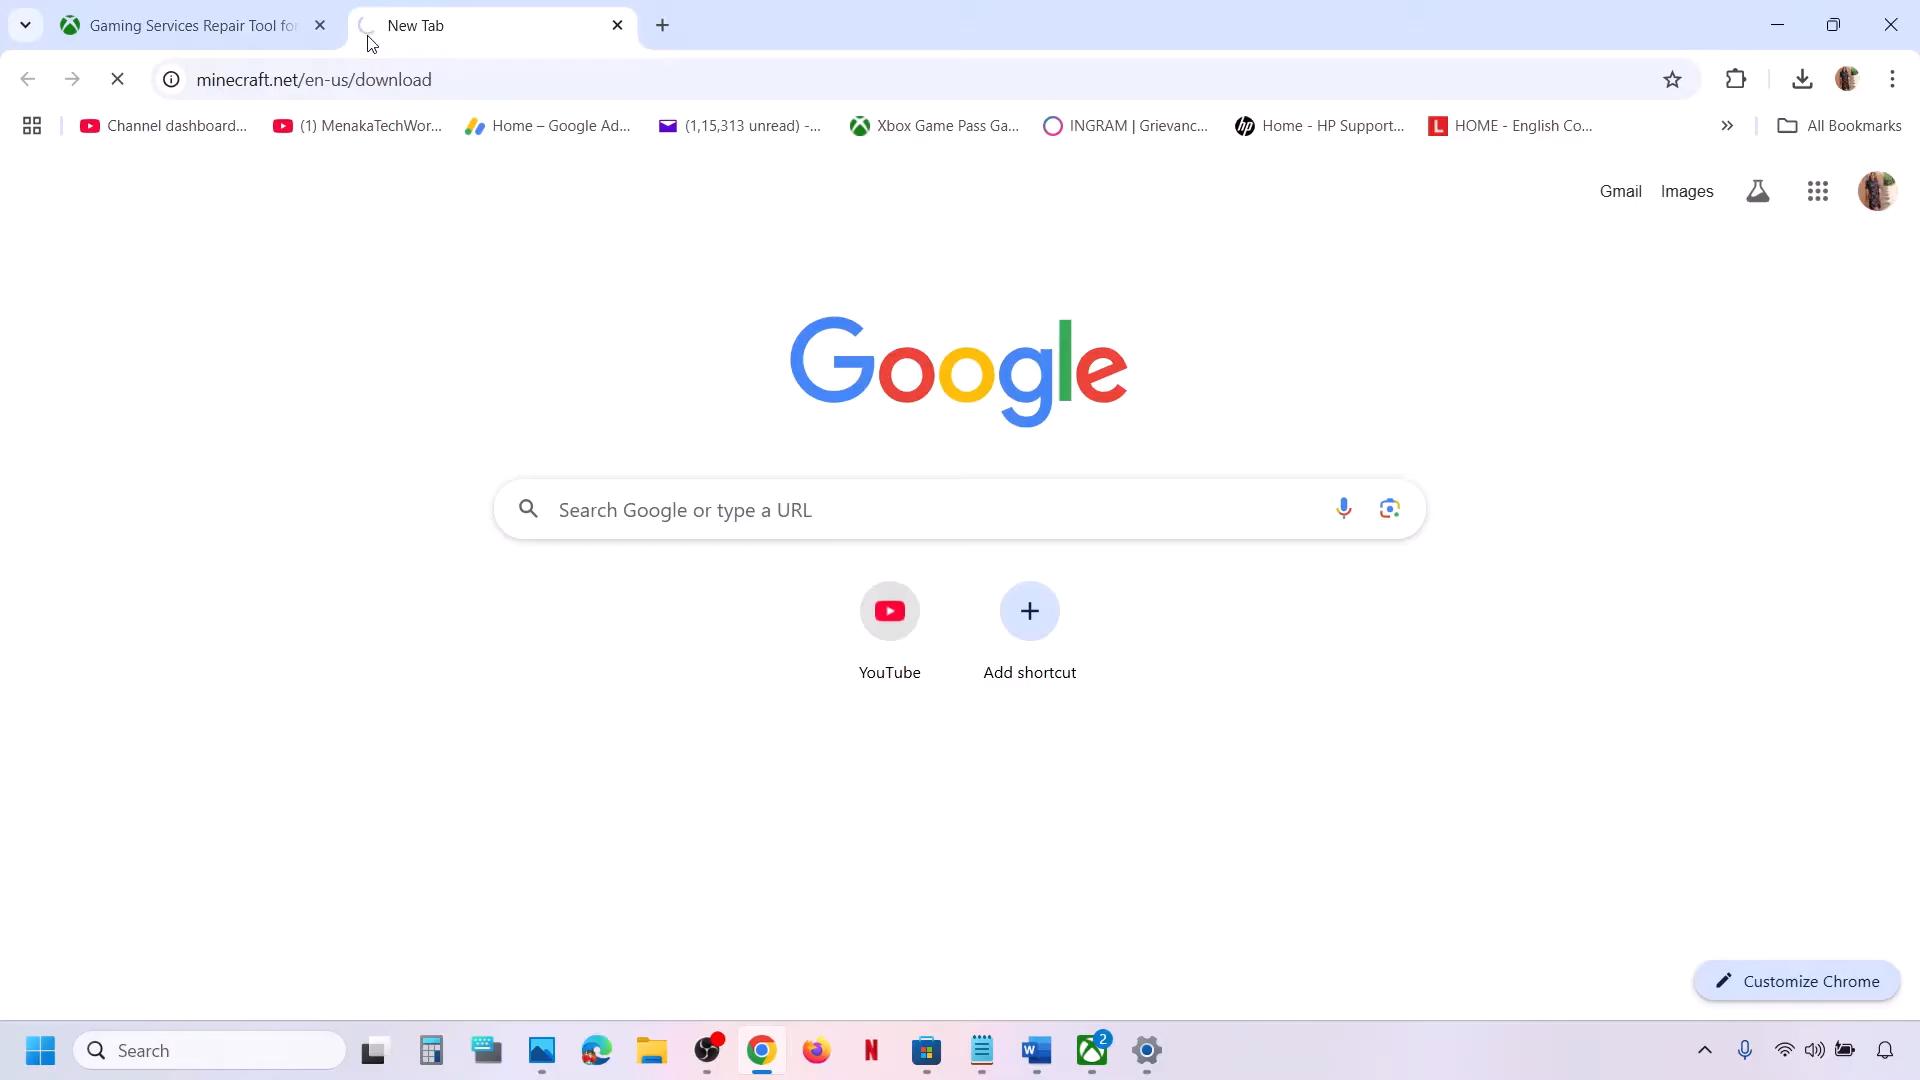 Gaming Services Repair Tool for
New Tab
minecraft.net/en-us/download
Channel dashboard...
(1) MenakaTechWor...
Home – Google Ad...
(1,15,313 unread) -...
Xbox Game Pass Ga...
INGRAM | Grievanc...
Home - HP Support...
HOME - English Co...
All Bookmarks
Gmail
Images
Google
Search Google or type a URL
YouTube
Add shortcut
Customize Chrome
Search
2